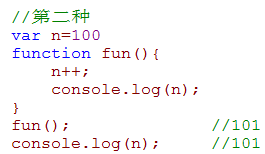 //第二种
var n=100
function fun(){
    n++;
    console.log(n);
}
fun();                //101
console.log(n);       //101